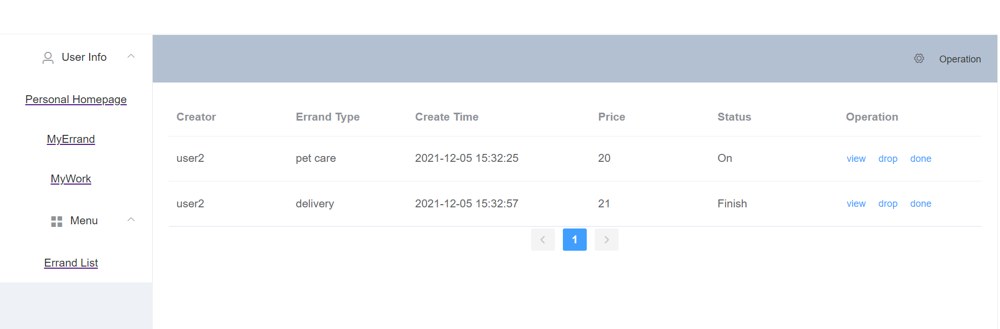 User Info
Operation
Personal Homepage
MyErrand
MyWork
Menu
Errand List
Creator Errand Type Create Time Price Status Operation
user2 pet care 2021-12-05 15:32:25 20 On view drop done
user2 delivery 2021-12-05 15:32:57 21 Finish view drop done
1